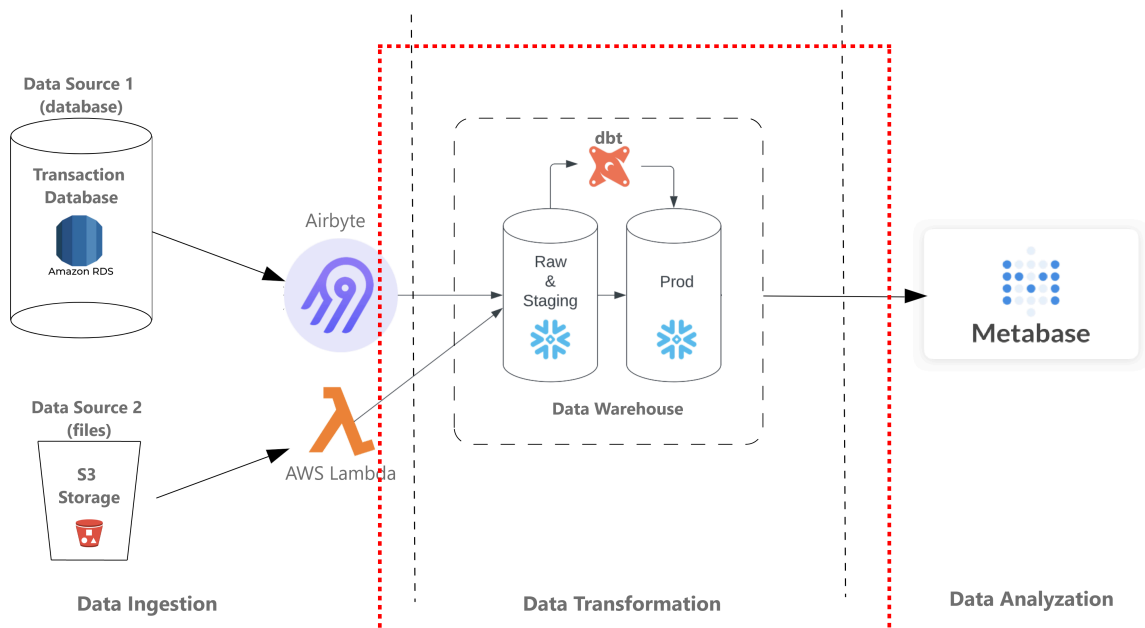 Data Source 1
(database)
Transaction
Database
Amazon RDS
Data Source 2
(files)
S3
Storage
Airbyte
AWS Lambda
dbt
Raw
&
Staging
Prod
Data Warehouse
Metabase
Data Ingestion
Data Transformation
Data Analyzation